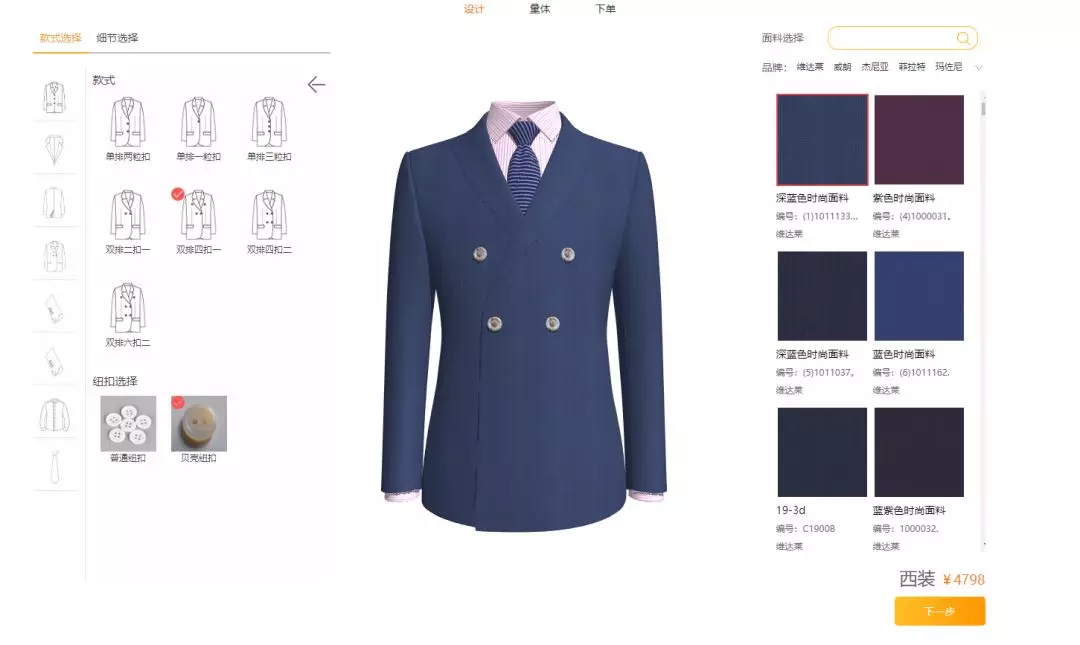 设计 量体 下单
款式选择 细节选择
款式
单排两粒扣 单排一粒扣 单排三粒扣
双排二扣一 双排四扣一 双排四扣二
双排六扣二
纽扣选择
普通纽扣 贝壳纽扣
面料选择
品牌： 维达莱 威朗 杰尼亚 菲拉特 玛佐尼
深蓝色时尚面料 紫色时尚面料
编号：(1)1011133... 编号：(4)1000031。
维达莱 维达莱
深蓝色时尚面料 蓝色时尚面料
编号：(5)1011037。 编号：(6)1011162.
维达莱 维达莱
19-3d 蓝紫色时尚面料
编号：C19008 编号：1000032.
维达莱 维达莱
西装 ¥4798
下一步